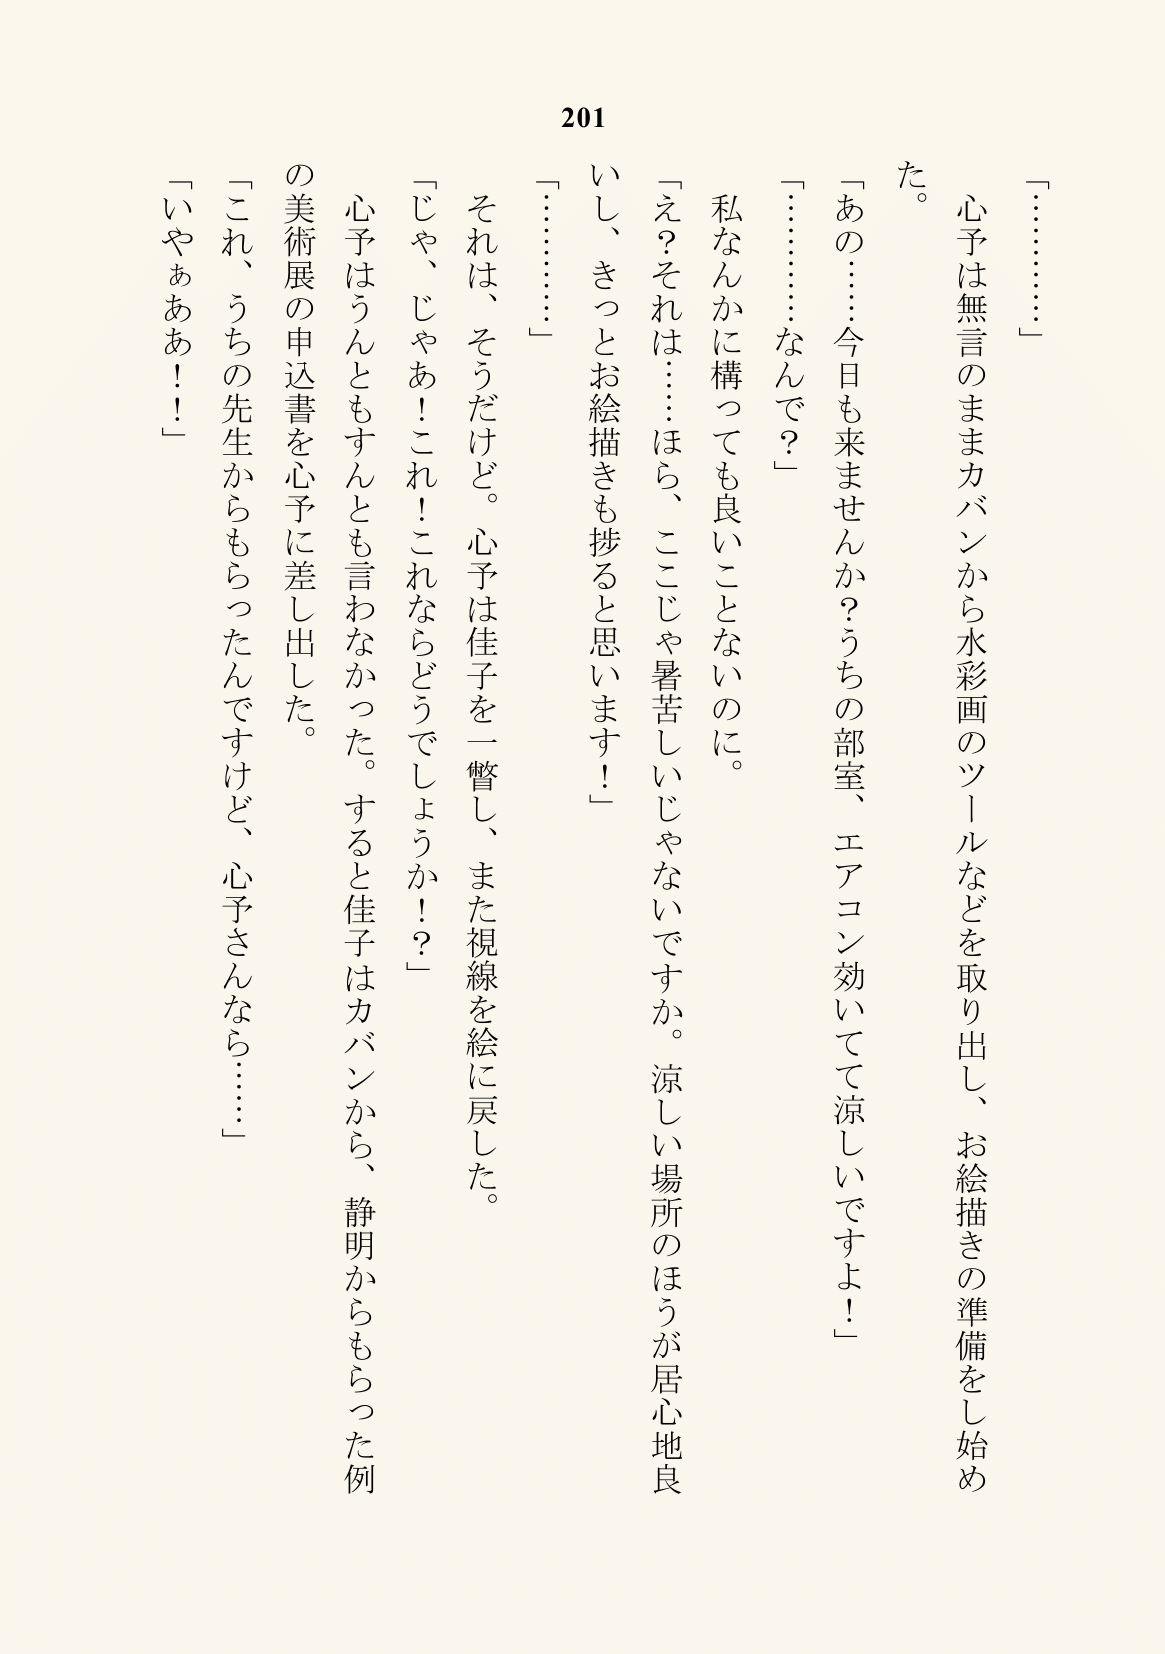 201
「…………」
　心予は無言のままカバンから水彩画のツールなどを取り出し、お絵描きの準備をし始め
た。
「あの……今日も来ませんか？うちの部室、エアコン効いてて涼しいですよ！」
「…………なんで？」
　私なんかに構っても良いことないのに。
「え？それは……ほら、ここじゃ暑苦しいじゃないですか。涼しい場所のほうが居心地良
いし、きっとお絵描きも捗ると思います！」
「…………」
　それは、そうだけど。心予は佳子を一瞥し、また視線を絵に戻した。
「じゃ、じゃあ！これ！これならどうでしょうか！？」
　心予はうんともすんとも言わなかった。すると佳子はカバンから、静明からもらった例
の美術展の申込書を心予に差し出した。
「これ、うちの先生からもらったんですけど、心予さんなら……」
「いやぁああ！！」